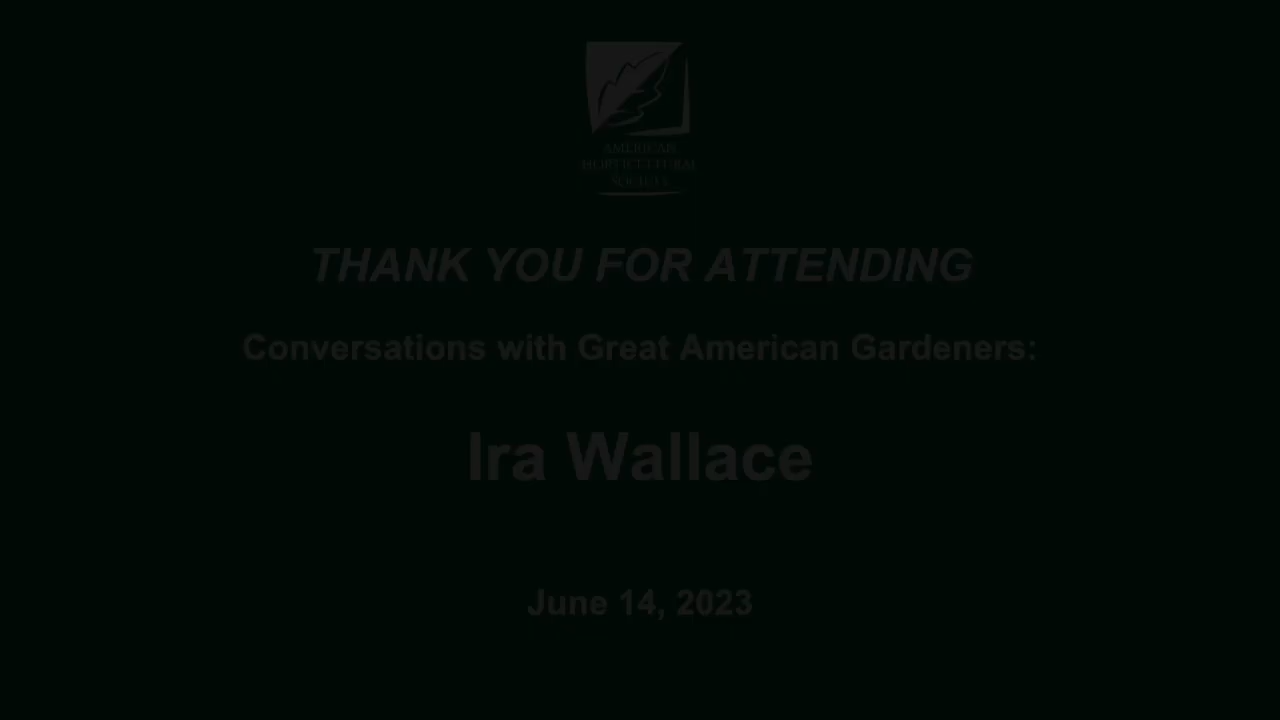 AMERICAN
HORTICULTURAL
SOCIETY
THANK YOU FOR ATTENDING
Conversations with Great American Gardeners:
Ira Wallace
June 14, 2023